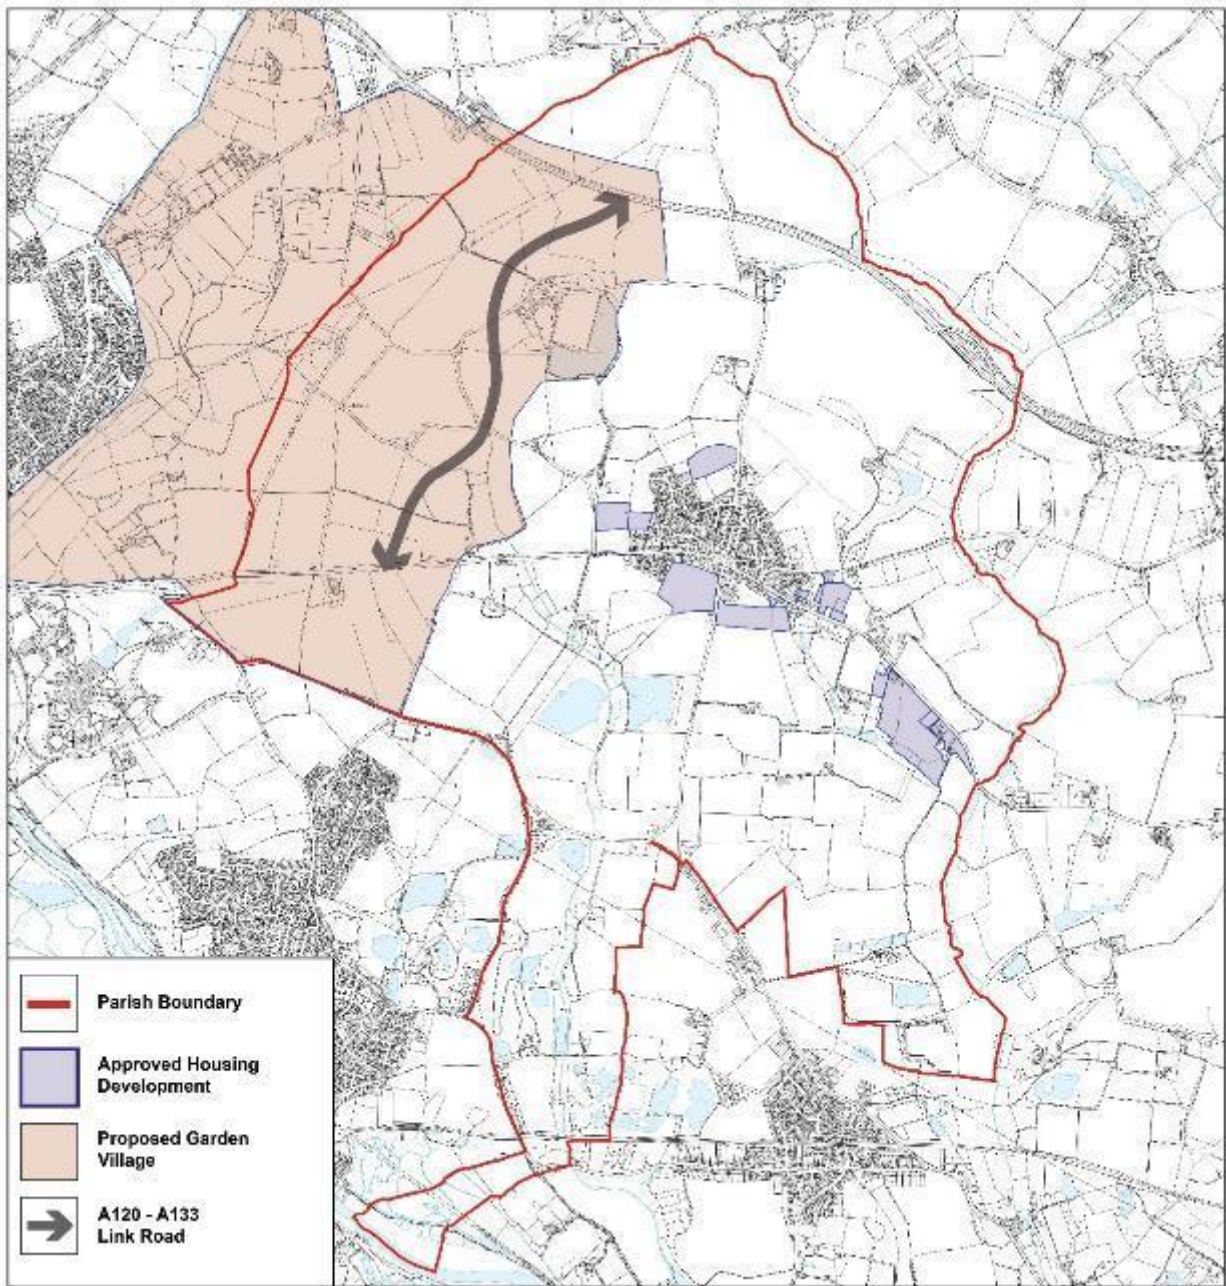 Parish Boundary
Approved Housing
Development
Proposed Garden
Village
A120 - A133
Link Road